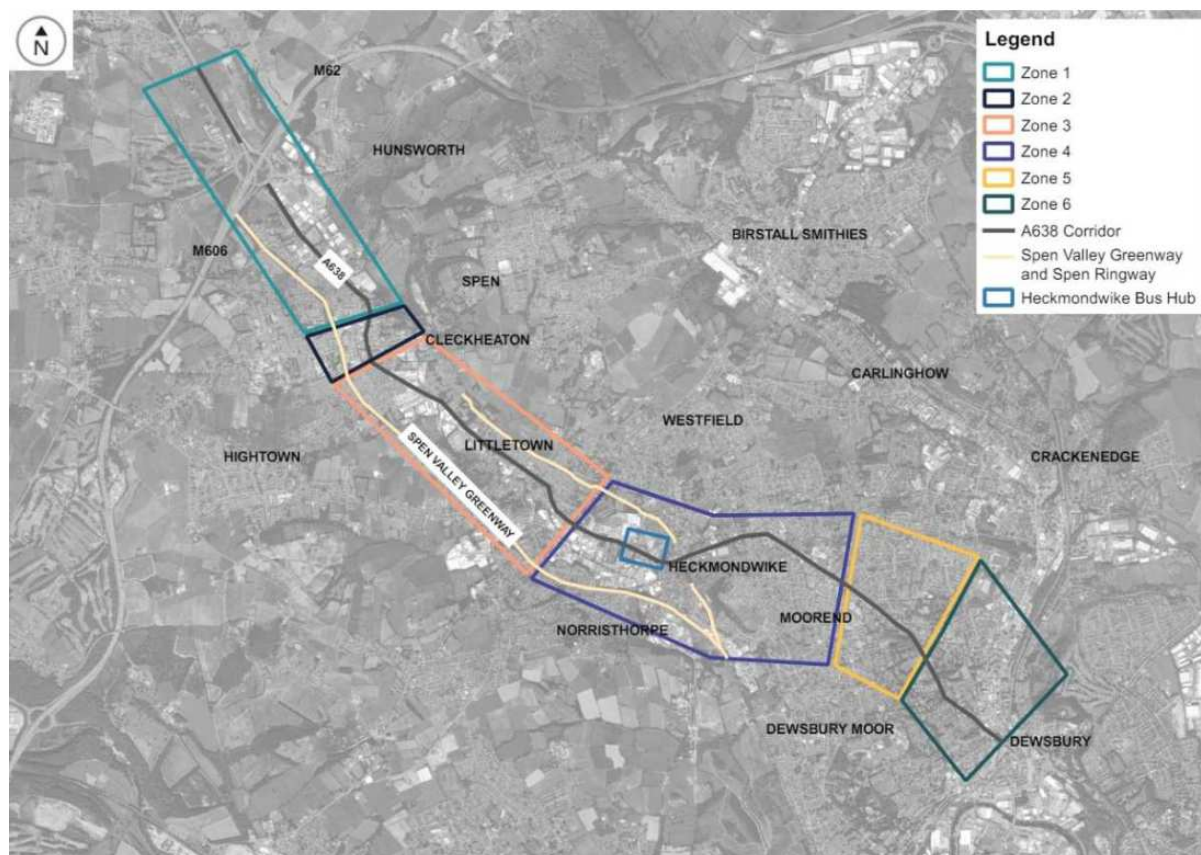 N
Legend
Zone 1
Zone 2
Zone 3
Zone 4
Zone 5
Zone 6
A638 Corridor
Spen Valley Greenway
and Spen Ringway
Heckmondwike Bus Hub
M62
HUNSWORTH
BIRSTALL SMITHIES
M606
A638
SPEN
CLECKHEATON
CARLINGHOW
WESTFIELD
LITTLETOWN
HIGHTOWN
CRACKENEDGE
SPEN VALLEY GREENWAY
HECKMONDWIKE
MOOREND
NORRISTHORPE
DEWSBURY MOOR
DEWSBURY